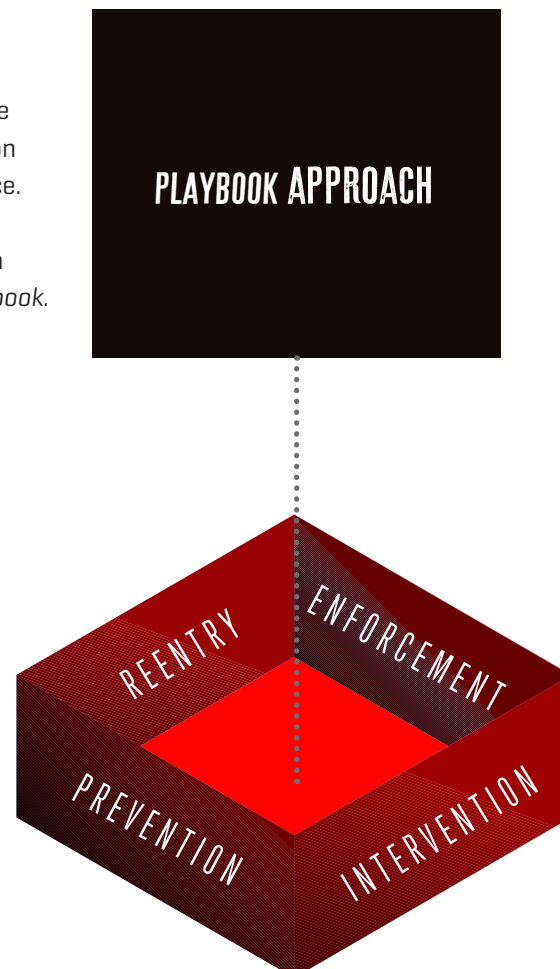 PLAYBOOK APPROACH
REENTRY
ENFORCEMENT
PREVENTION
INTERVENTION